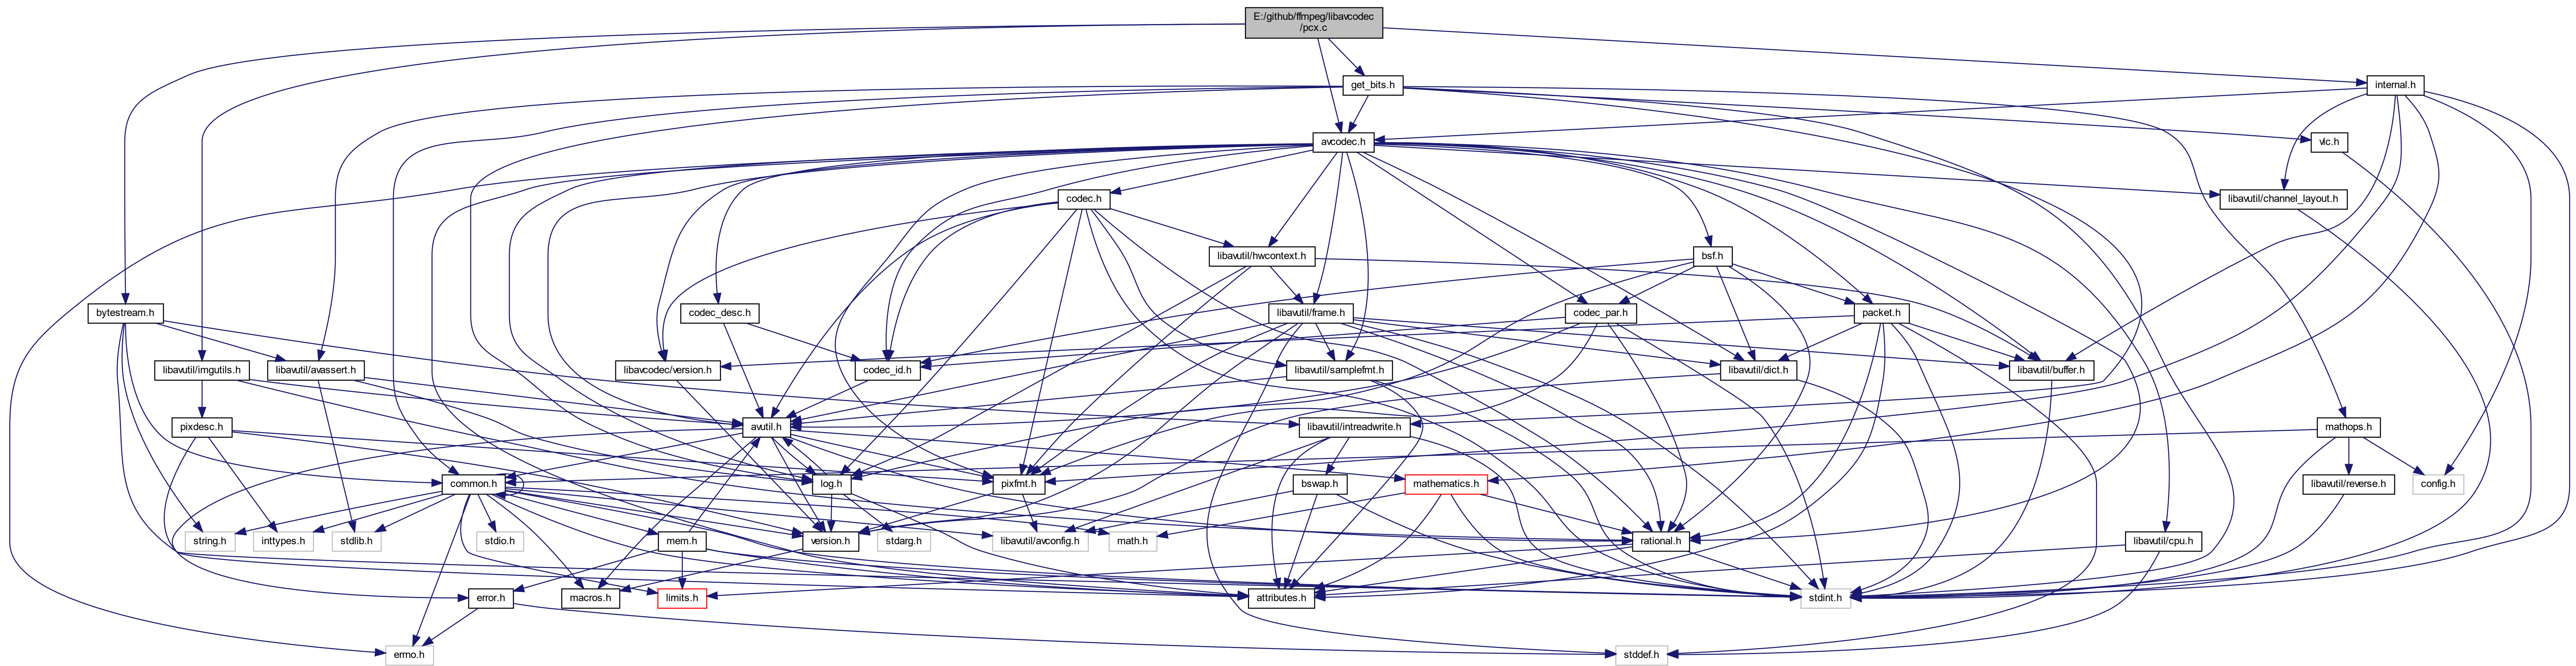 E:/github/ffmpeg/libavcodec
/pcx.c
get_bits.h
internal.h
avcodec.h
vlc.h
codec.h
libavutil/channel_layout.h
libavutil/hwcontext.h
bsf.h
bytestream.h
codec_desc.h
libavutil/frame.h
codec_par.h
packet.h
libavutil/imgutils.h
libavutil/avassert.h
libavcodec/version.h
codec_id.h
libavutil/samplefmt.h
libavutil/dict.h
libavutil/buffer.h
pixdesc.h
avutil.h
libavutil/intreadwrite.h
mathops.h
common.h
log.h
pixfmt.h
bswap.h
mathematics.h
libavutil/reverse.h
config.h
string.h
inttypes.h
stdlib.h
stdio.h
mem.h
version.h
stdarg.h
libavutil/avconfig.h
math.h
rational.h
libavutil/cpu.h
error.h
macros.h
limits.h
attributes.h
stdint.h
errno.h
stddef.h